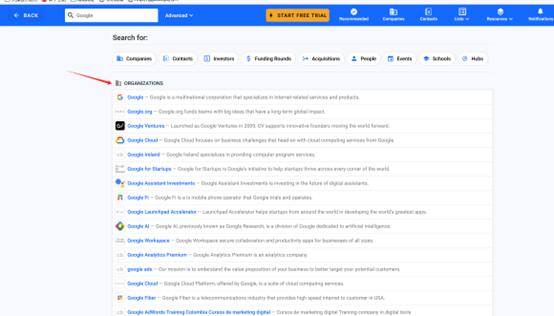 BACK
Google
Advanced
START FREE TRIAL
Recommended
Companies
Contacts
Lists
Resources
Notifications
Search for:
Companies
Contacts
Investors
Funding Rounds
Acquisitions
People
Events
Schools
Hubs
ORGANIZATIONS
Google — Google is a multinational corporation that specializes in Internet-related services and products.
Google.org — Google.org funds teams with big ideas that have a long-term global impact.
Google Ventures — Launched as Google Ventures in 2009, GV supports innovative founders moving the world forward.
Google Cloud — Google Cloud focuses on business challenges that head on with cloud computing services from Google.
Google Ireland — Google Ireland specializes in providing computer program services.
Google for Startups — Google for Startups is Google's initiative to help startups thrive across every corner of the world.
Google Assistant Investments — Google Assistant Investments is investing in the future of digital assistants.
Google Fi — Google Fi is a mobile phone operator that Google trials and operates.
Google Launchpad Accelerator — Google Launchpad Accelerator helps startups from around the world in developing the world's greatest apps.
Google AI — Google AI, previously known as Google Research, is a division of Google dedicated to artificial intelligence.
Google Workspace — Google Workspace secure collaboration and productivity apps for businesses of all sizes.
Google Analytics Premium — Google Analytics Premium is an analytics company.
google ads — Our mission is to understand the value proposition of your business to better target your potential customers.
Google Cloud — Google Cloud Platform, offered by Google, is a suite of cloud computing services.
Google Fiber — Google Fiber is a telecommunications industry that provides high speed internet to customer in USA.
Google AdWords Training Colombia Cursos de marketing digital — Cursos de marketing digital Training company in digital tools